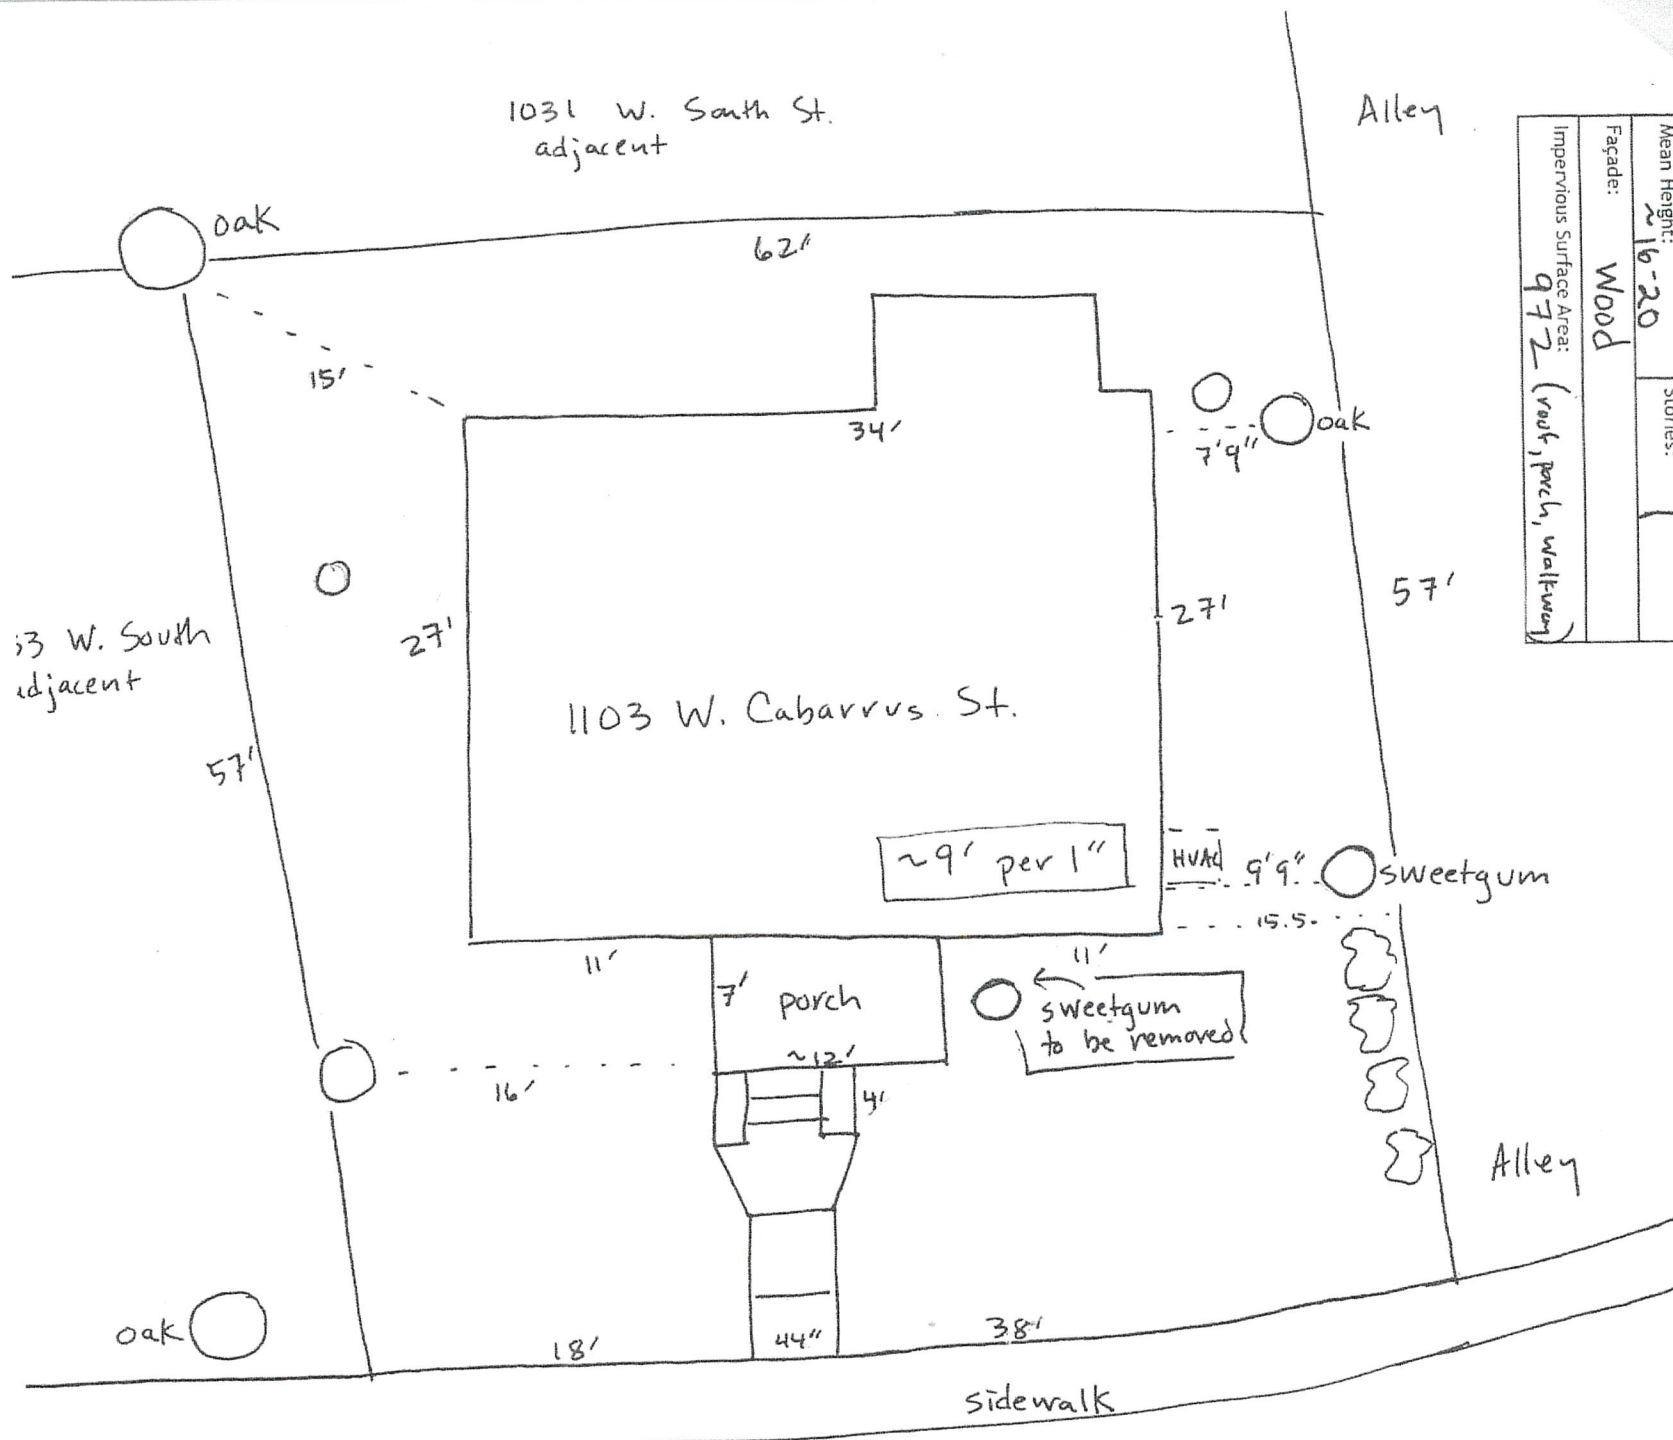 1031 W. South St.
adjacent
Alley
oak
62'
Mean Height:
~16-20
Stories:
Façade:
Wood
Impervious Surface Area:
972 (roof, porch, walkway)
15'
34'
7'9"
oak
27'
27'
57'
33 W. South
adjacent
1103 W. Cabarrus St.
57'
~9' per 1"
HVAC
9'9"
sweetgum
15.5
11'
11'
7'
porch
~12'
sweetgum
to be removed
16'
4'
Alley
oak
18'
44"
38'
sidewalk